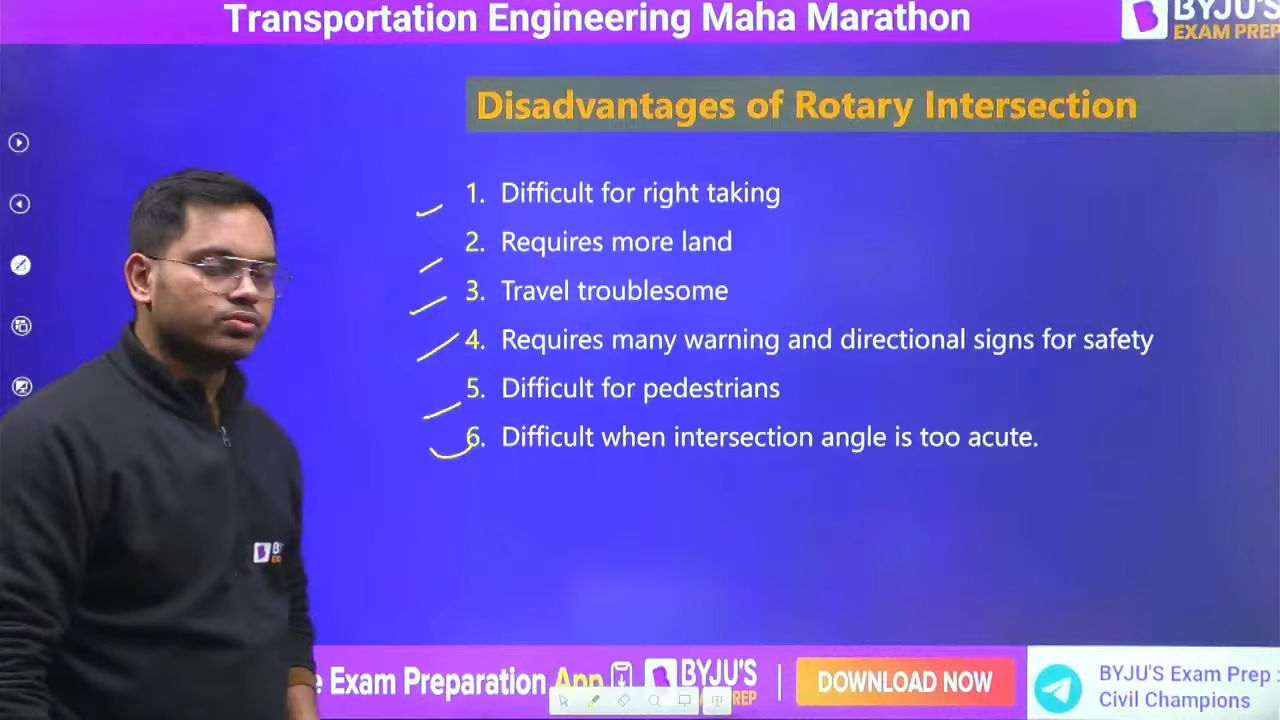 Transportation Engineering Maha Marathon
BYJU'S
EXAM PREP
Disadvantages of Rotary Intersection
1. Difficult for right taking
2. Requires more land
3. Travel troublesome
4. Requires many warning and directional signs for safety
5. Difficult for pedestrians
6. Difficult when intersection angle is too acute.
Exam Preparation App
BYJU'S
DOWNLOAD NOW
BYJU'S Exam Prep :
Civil Champions